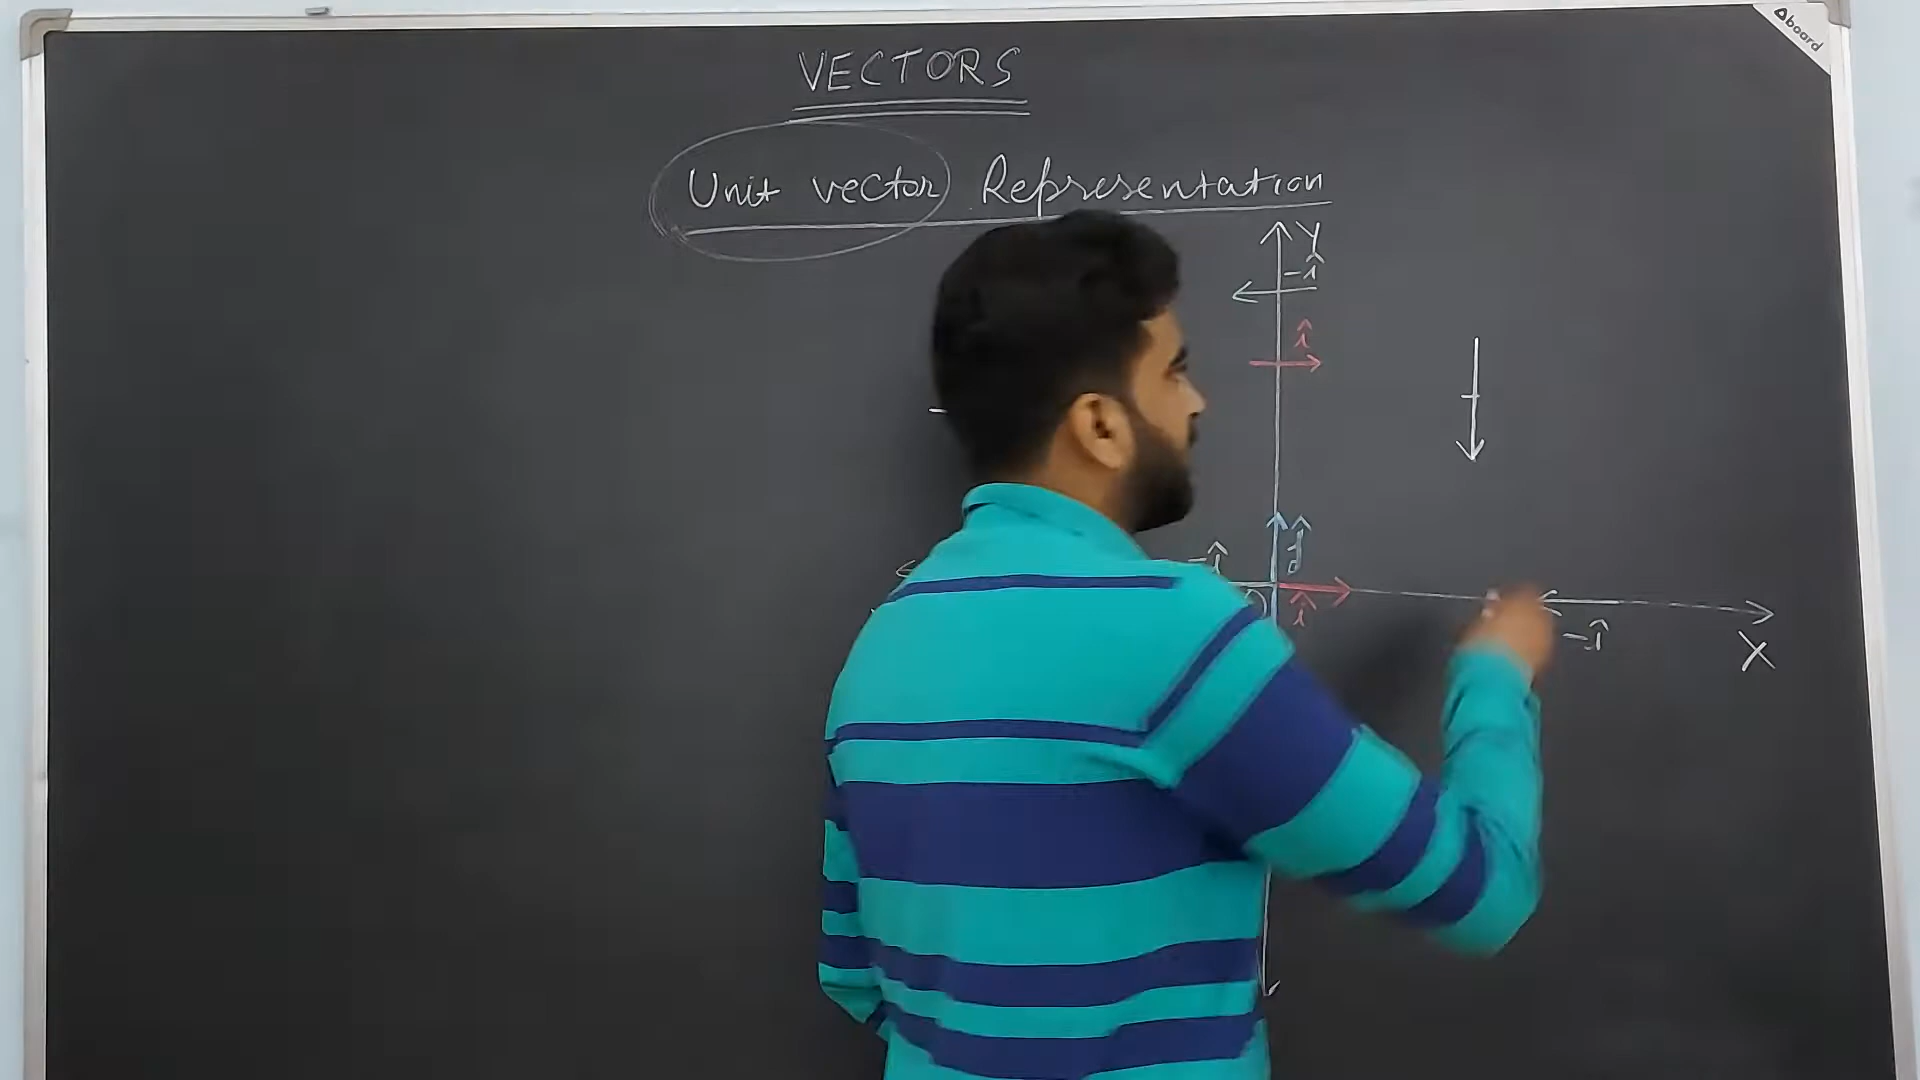 board
VECTORS
Unit vector Representation
Y
-î
î
-î
ĵ
O
î
-î
X